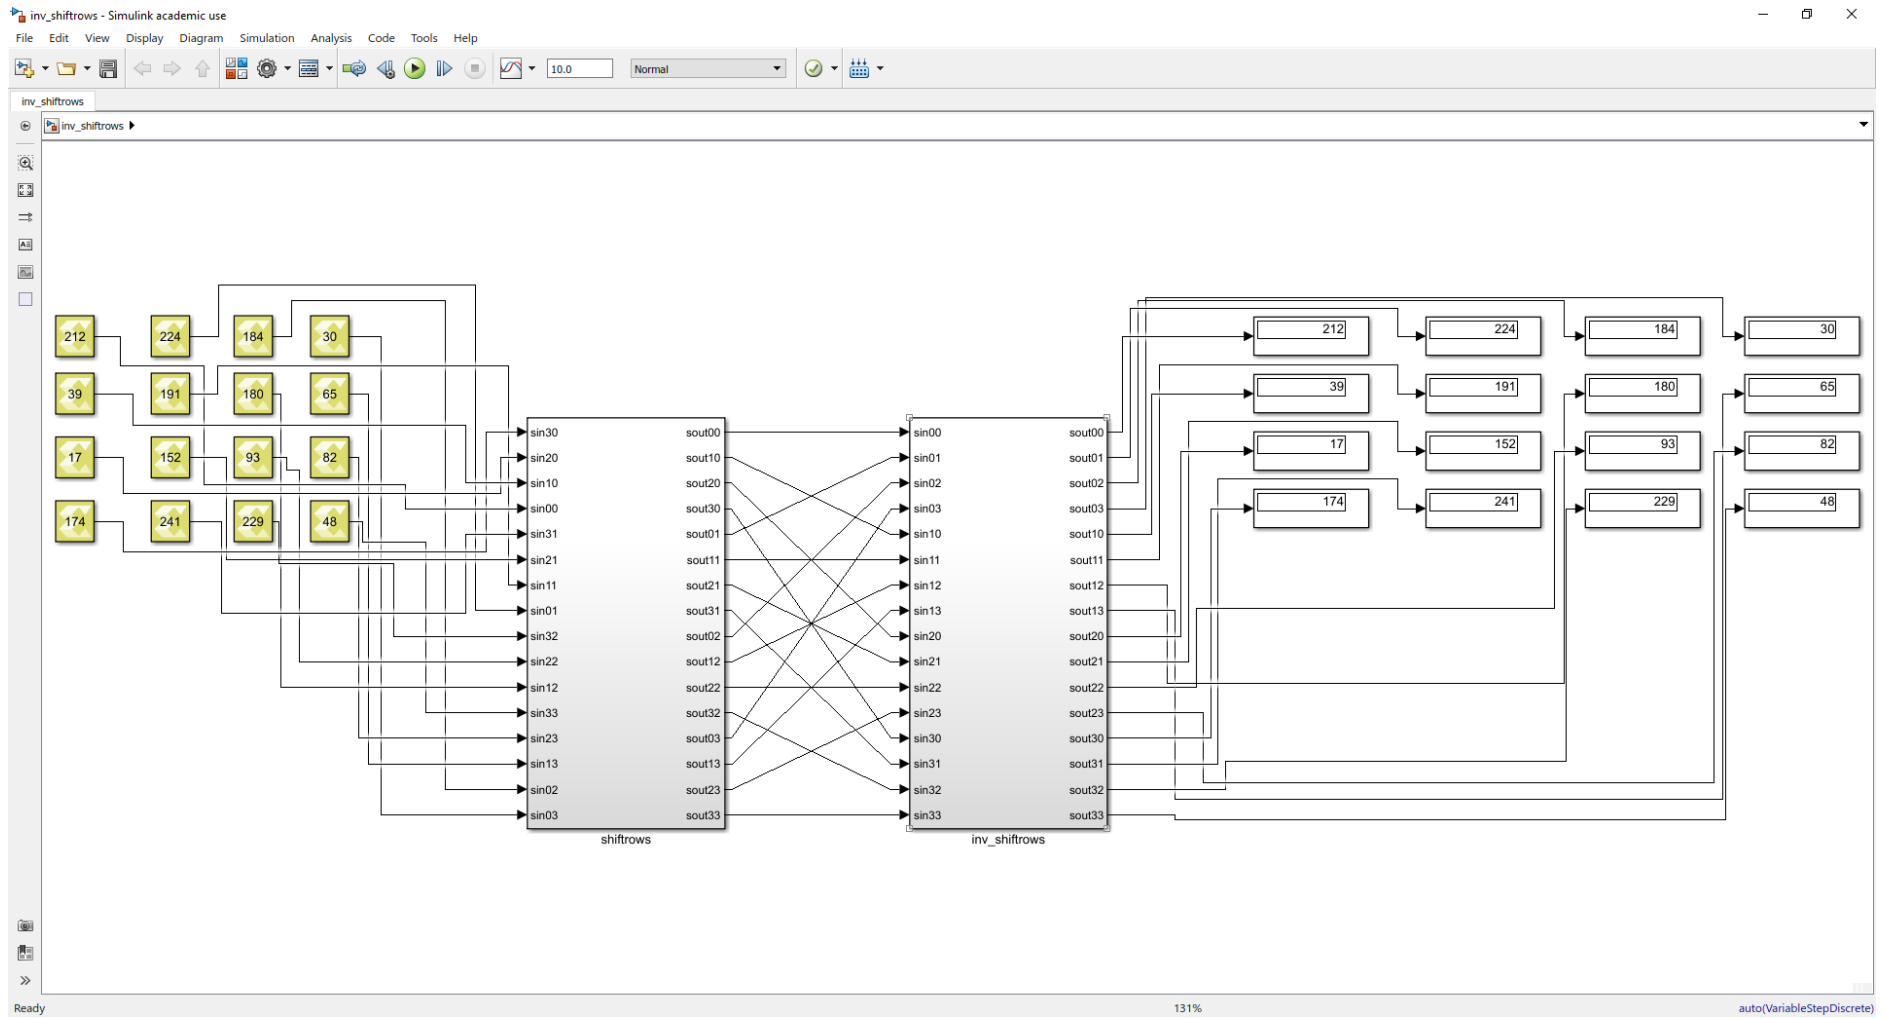 inv_shiftrows - Simulink academic use
File Edit View Display Diagram Simulation Analysis Code Tools Help
10.0 Normal
inv_shiftrows
inv_shiftrows
212 224 184 30
39 191 180 65
17 152 93 82
174 241 229 48
sin30 sout00
sin20 sout10
sin10 sout20
sin00 sout30
sin31 sout01
sin21 sout11
sin11 sout21
sin01 sout31
sin32 sout02
sin22 sout12
sin12 sout22
sin33 sout32
sin23 sout03
sin13 sout13
sin02 sout23
sin03 sout33
shiftrows
sin00 sout00
sin01 sout01
sin02 sout02
sin03 sout03
sin10 sout10
sin11 sout11
sin12 sout12
sin13 sout13
sin20 sout20
sin21 sout21
sin22 sout22
sin23 sout23
sin30 sout30
sin31 sout31
sin32 sout32
sin33 sout33
inv_shiftrows
212 224 184 30
39 191 180 65
17 152 93 82
174 241 229 48
Ready 131% auto(VariableStepDiscrete)